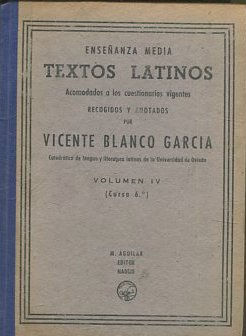 ENSEÑANZA MEDIA
TEXTOS LATINOS
Acomodados a los cuestionarios vigentes
RECOGIDOS Y ANOTADOS
POR
VICENTE BLANCO GARCIA
Catedrático de lengua y literatura latinas de la Universidad de Oviedo
VOLUMEN IV
(Curso 6.º)
M. AGUILAR
EDITOR
MADRID